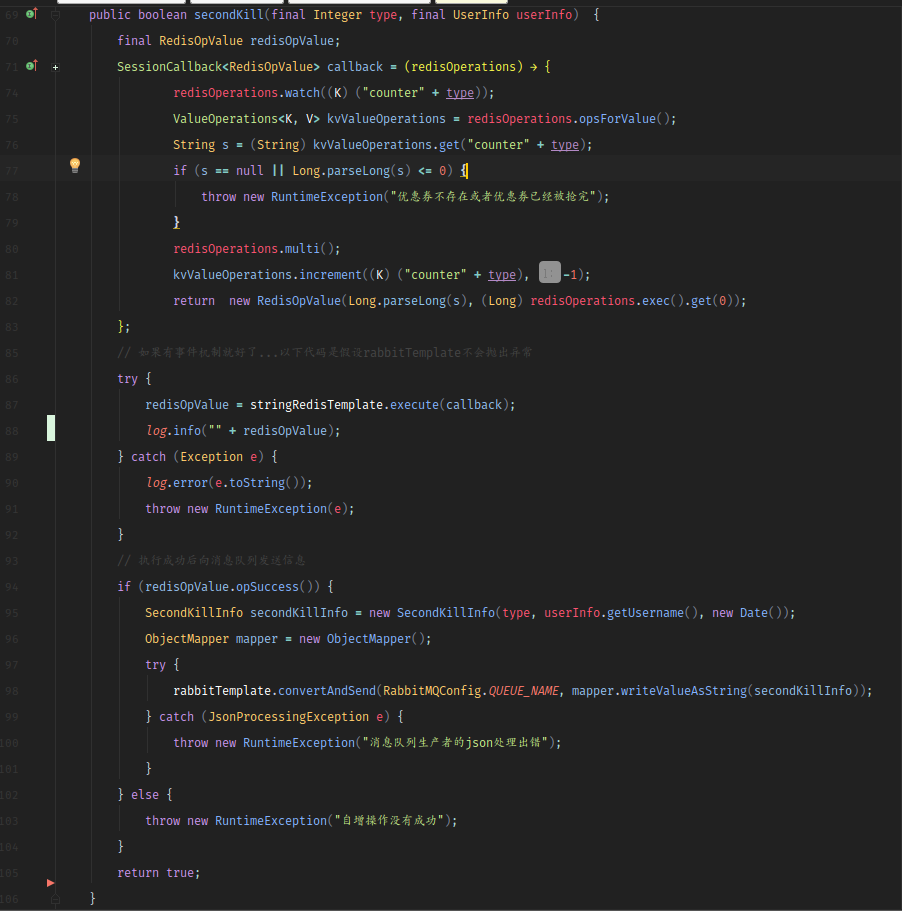 69 public boolean secondKill(final Integer type, final UserInfo userInfo) {
70 final RedisOpValue redisOpValue;
71 SessionCallback<RedisOpValue> callback = (redisOperations) → {
74 redisOperations.watch((K) ("counter" + type));
75 ValueOperations<K, V> kvValueOperations = redisOperations.opsForValue();
76 String s = (String) kvValueOperations.get("counter" + type);
77 if (s == null || Long.parseLong(s) <= 0) {
78 throw new RuntimeException("优惠券不存在或者优惠券已经被抢完");
79 }
80 redisOperations.multi();
81 kvValueOperations.increment((K) ("counter" + type), l: -1);
82 return new RedisOpValue(Long.parseLong(s), (Long) redisOperations.exec().get(0));
83 };
85 // 如果有事件机制就好了...以下代码是假设rabbitTemplate不会抛出异常
86 try {
87 redisOpValue = stringRedisTemplate.execute(callback);
88 log.info("" + redisOpValue);
89 } catch (Exception e) {
90 log.error(e.toString());
91 throw new RuntimeException(e);
92 }
93 // 执行成功后向消息队列发送信息
94 if (redisOpValue.opSuccess()) {
95 SecondKillInfo secondKillInfo = new SecondKillInfo(type, userInfo.getUsername(), new Date());
96 ObjectMapper mapper = new ObjectMapper();
97 try {
98 rabbitTemplate.convertAndSend(RabbitMQConfig.QUEUE_NAME, mapper.writeValueAsString(secondKillInfo));
99 } catch (JsonProcessingException e) {
100 throw new RuntimeException("消息队列生产者的json处理出错");
101 }
102 } else {
103 throw new RuntimeException("自增操作没有成功");
104 }
105 return true;
106 }